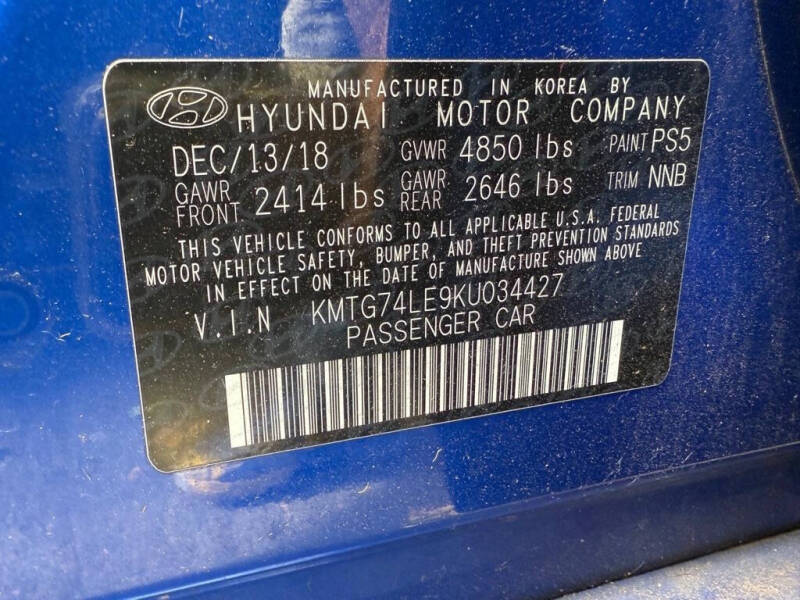 MANUFACTURED IN KOREA BY
HYUNDAI MOTOR COMPANY
DEC/13/18 GVWR 4850 lbs PAINT PS5
GAWR FRONT 2414 lbs GAWR REAR 2646 lbs TRIM NNB
THIS VEHICLE CONFORMS TO ALL APPLICABLE U.S.A. FEDERAL
MOTOR VEHICLE SAFETY, BUMPER, AND THEFT PREVENTION STANDARDS
IN EFFECT ON THE DATE OF MANUFACTURE SHOWN ABOVE
V.I.N KMTG74LE9KU034427
PASSENGER CAR